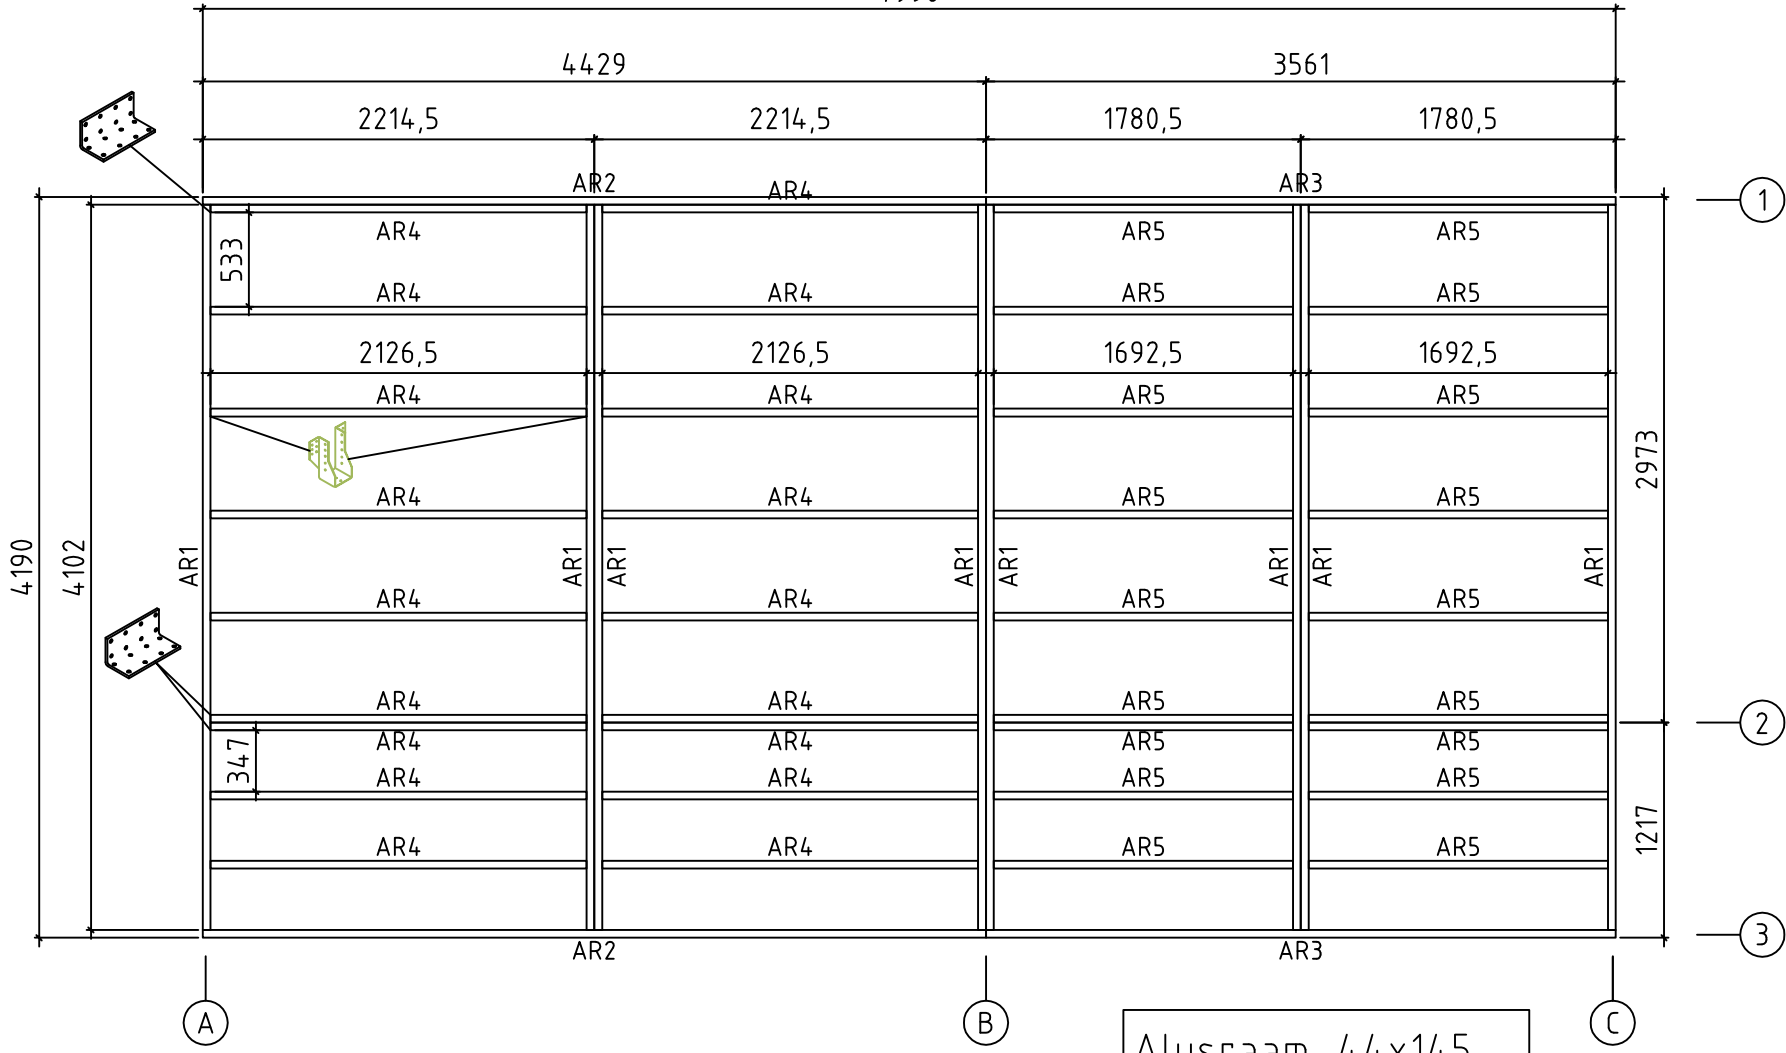 4429 3561
2214,5 2214,5 1780,5 1780,5
AR2 AR4 AR3
1
AR4 AR5 AR5
533
AR4 AR4 AR5 AR5
2126,5 2126,5 1692,5 1692,5
AR4 AR4 AR5 AR5
2973
AR4 AR4 AR5 AR5
4190 4102 AR1 AR1 AR1 AR1 AR1 AR1 AR1 AR1
AR4 AR4 AR5 AR5
AR4 AR4 AR5 AR5
2
AR4 AR4 AR5 AR5
347
AR4 AR4 AR5 AR5
1217
AR4 AR4 AR5 AR5
3
AR2 AR3
A B C
Alusraam 44x145